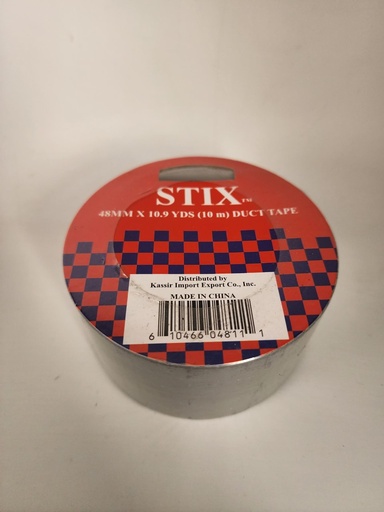 STIX™
48MM X 10.9 YDS (10 m) DUCT TAPE
Distributed by
Kassir Import Export Co., Inc.
MADE IN CHINA
6 10466 04811 1